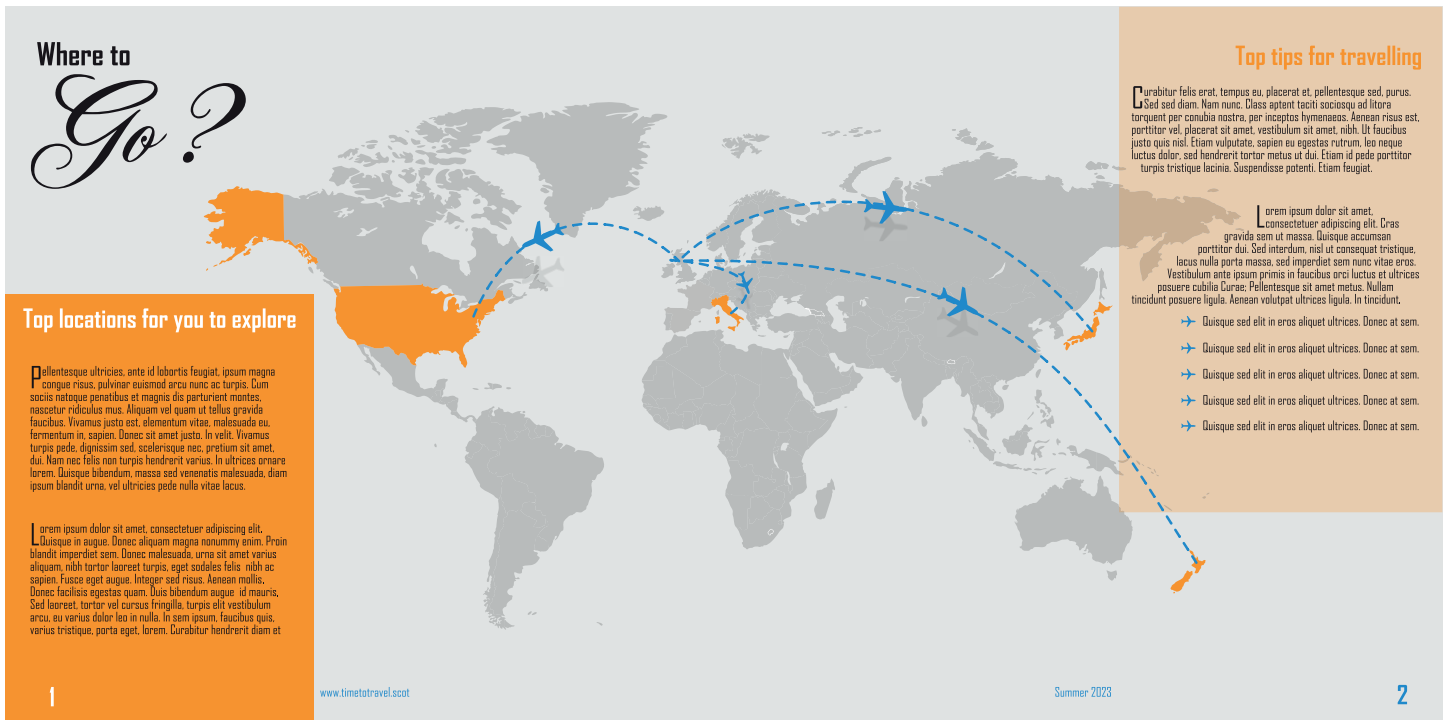 Where to
Go?
Top locations for you to explore
Pellentesque ultricies, ante id lobortis feugiat, ipsum magna
congue risus, pulvinar euismod arcu nunc ac turpis. Cum
sociis natoque penatibus et magnis dis parturient montes,
nascetur ridiculus mus. Aliquam vel quam ut tellus gravida
faucibus. Vivamus justo est, elementum vitae, malesuada eu,
fermentum in, sapien. Donec sit amet justo. In velit. Vivamus
turpis pede, dignissim sed, scelerisque nec, pretium sit amet,
dui. Nam nec felis non turpis hendrerit varius. In ultrices ornare
lorem. Quisque bibendum, massa sed venenatis malesuada, diam
ipsum blandit urna, vel ultricies pede nulla vitae lacus.
Lorem ipsum dolor sit amet, consectetuer adipiscing elit.
Quisque in augue. Donec aliquam magna nonummy enim. Proin
blandit imperdiet sem. Donec malesuada, urna sit amet varius
aliquam, nibh tortor laoreet turpis, eget sodales felis nibh ac
sapien. Fusce eget augue. Integer sed risus. Aenean mollis.
Donec facilisis egestas quam. Duis bibendum augue id mauris.
Sed laoreet, tortor vel cursus fringilla, turpis elit vestibulum
arcu, eu varius dolor leo in nulla. In sem ipsum, faucibus quis,
varius tristique, porta eget, lorem. Curabitur hendrerit diam et
1
www.timetotravel.scot
Top tips for travelling
Curabitur felis erat, tempus eu, placerat et, pellentesque sed, purus.
Sed sed diam. Nam nunc. Class aptent taciti sociosqu ad litora
torquent per conubia nostra, per inceptos hymenaeos. Aenean risus est,
porttitor vel, placerat sit amet, vestibulum sit amet, nibh. Ut faucibus
justo quis nisl. Etiam vulputate, sapien eu egestas rutrum, leo neque
luctus dolor, sed hendrerit tortor metus ut dui. Etiam id pede porttitor
turpis tristique lacinia. Suspendisse potenti. Etiam feugiat.
Lorem ipsum dolor sit amet,
consectetuer adipiscing elit. Cras
gravida sem ut massa. Quisque accumsan
porttitor dui. Sed interdum, nisl ut consequat tristique,
lacus nulla porta massa, sed imperdiet sem nunc vitae eros.
Vestibulum ante ipsum primis in faucibus orci luctus et ultrices
posuere cubilia Curae; Pellentesque sit amet metus. Nullam
tincidunt posuere ligula. Aenean volutpat ultrices ligula. In tincidunt.
Quisque sed elit in eros aliquet ultrices. Donec at sem.
Quisque sed elit in eros aliquet ultrices. Donec at sem.
Quisque sed elit in eros aliquet ultrices. Donec at sem.
Quisque sed elit in eros aliquet ultrices. Donec at sem.
Quisque sed elit in eros aliquet ultrices. Donec at sem.
Summer 2023
2